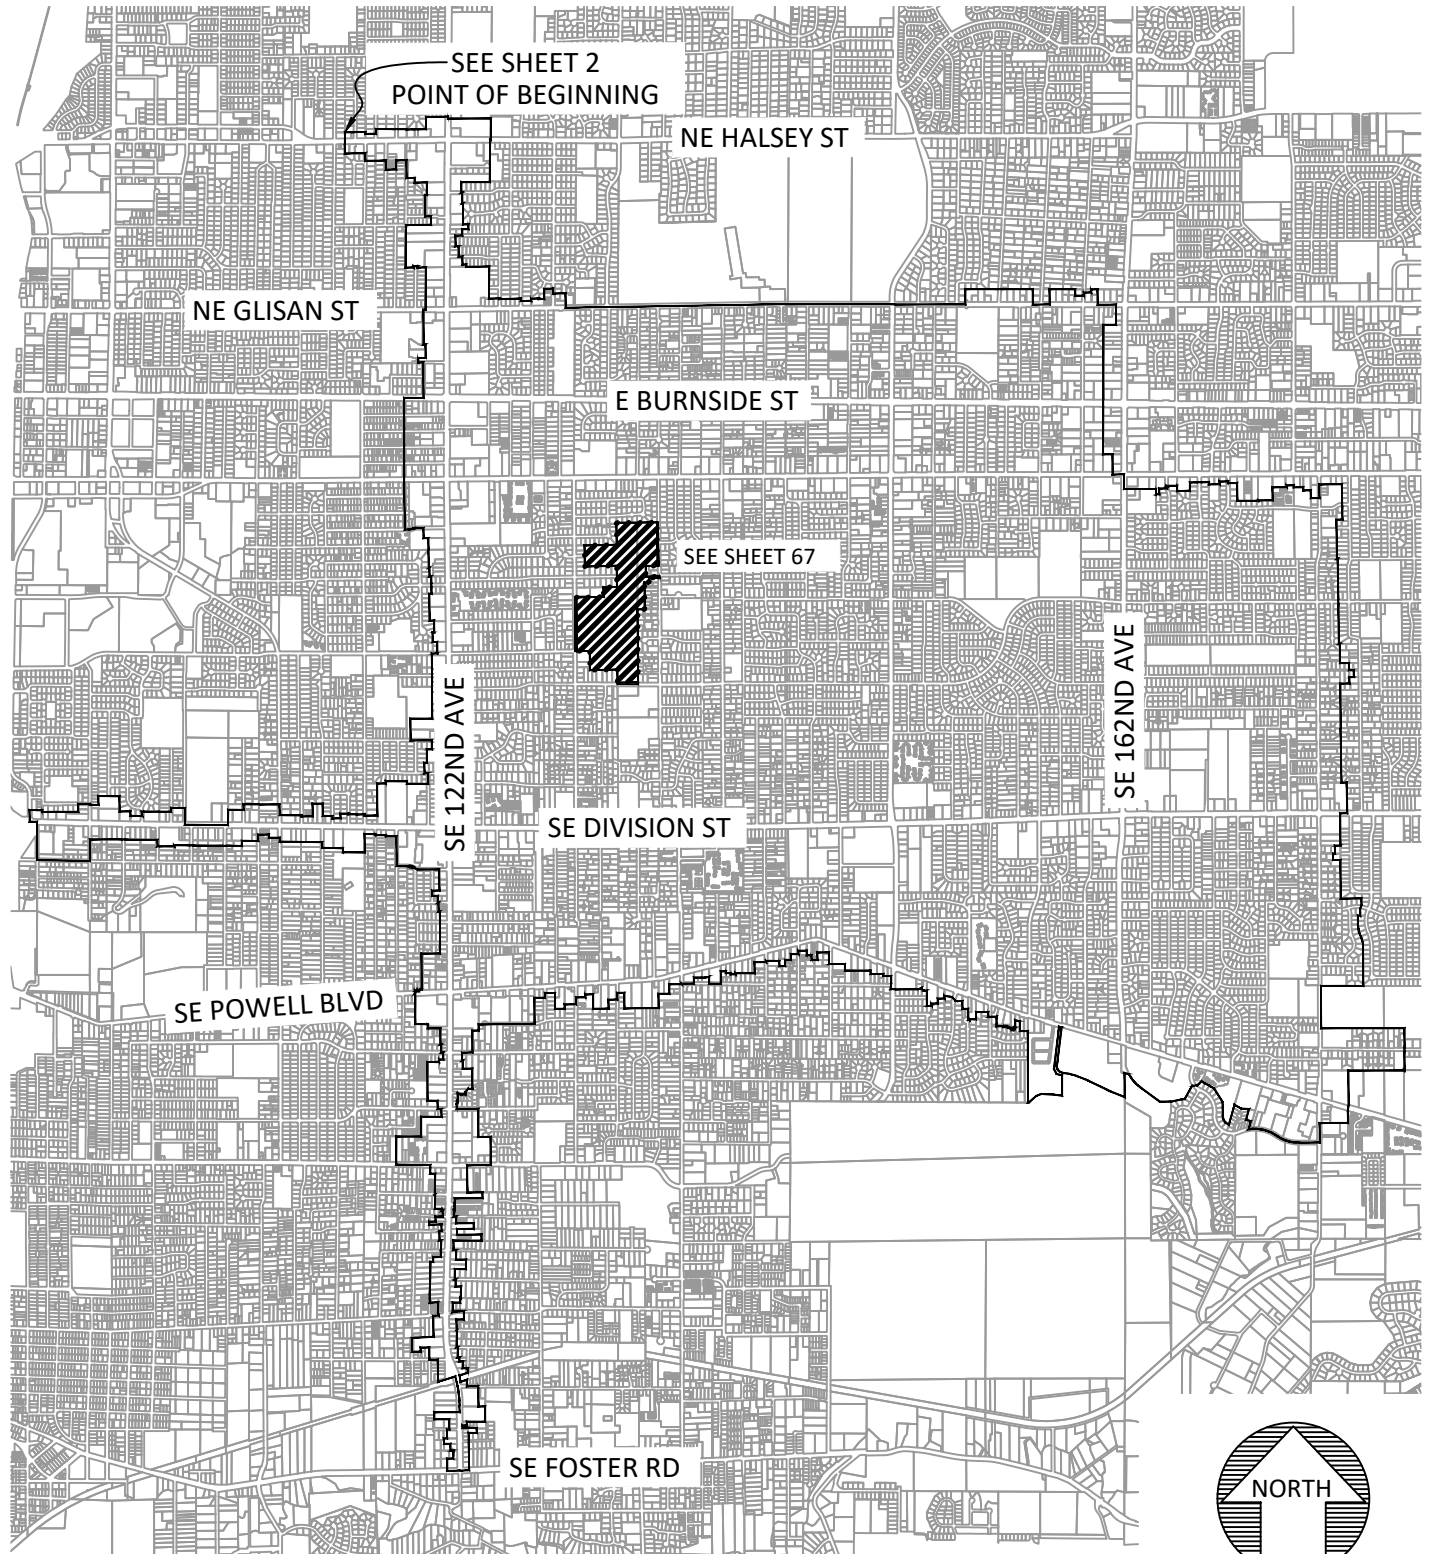 SEE SHEET 2
POINT OF BEGINNING
NE HALSEY ST
NE GLISAN ST
E BURNSIDE ST
SEE SHEET 67
SE 122ND AVE
SE 162ND AVE
SE DIVISION ST
SE POWELL BLVD
SE FOSTER RD
NORTH